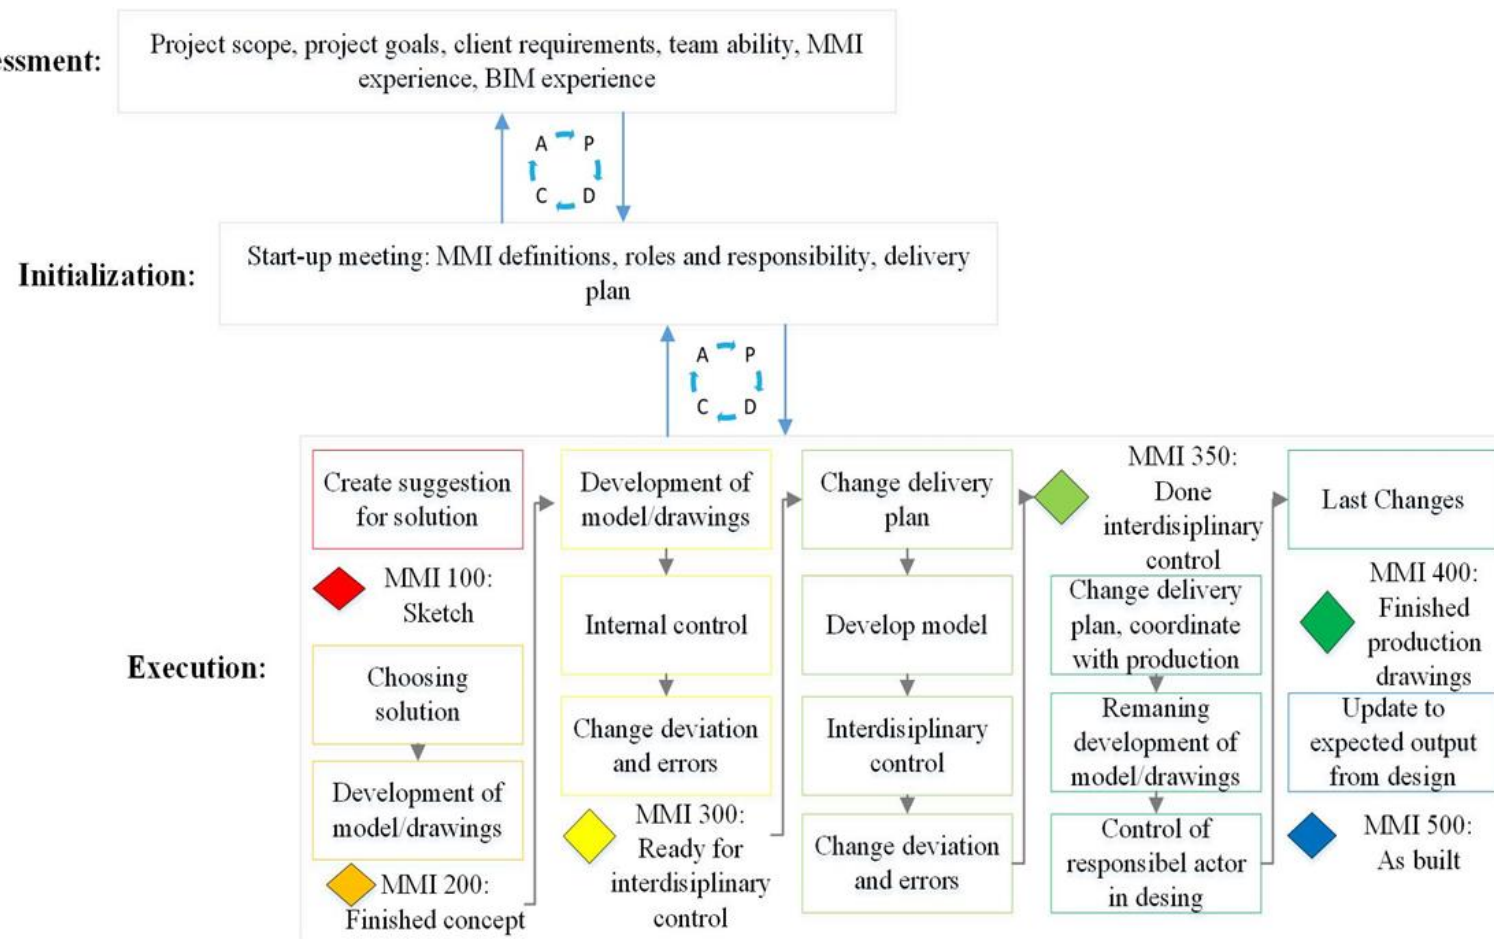 essment:
Project scope, project goals, client requirements, team ability, MMI
experience, BIM experience
A P
C D
Initialization:
Start-up meeting: MMI definitions, roles and responsibility, delivery
plan
A P
C D
Execution:
Create suggestion
for solution
MMI 100:
Sketch
Choosing
solution
Development of
model/drawings
MMI 200:
Finished concept
Development of
model/drawings
Internal control
Change deviation
and errors
MMI 300:
Ready for
interdisiplinary
control
Change delivery
plan
Develop model
Interdisiplinary
control
Change deviation
and errors
MMI 350:
Done
interdisiplinary
control
Change delivery
plan, coordinate
with production
Remaning
development of
model/drawings
Control of
responsibel actor
in desing
Last Changes
MMI 400:
Finished
production
drawings
Update to
expected output
from design
MMI 500:
As built